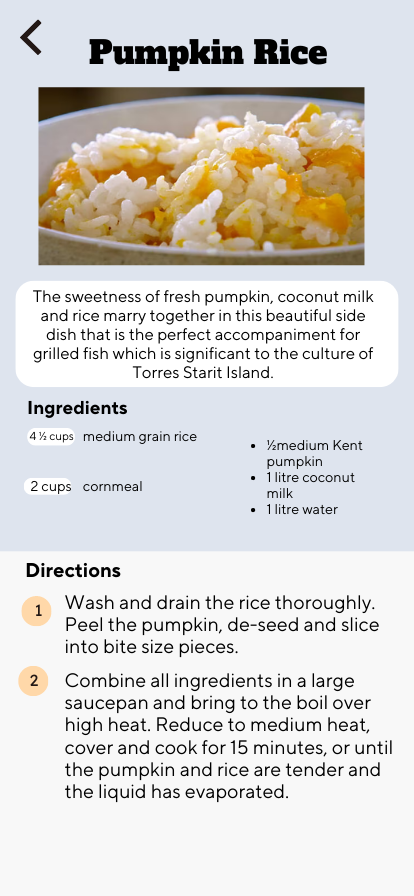 Pumpkin Rice
The sweetness of fresh pumpkin, coconut milk
and rice marry together in this beautiful side
dish that is the perfect accompaniment for
grilled fish which is significant to the culture of
Torres Starit Island.
Ingredients
4 ½ cups medium grain rice
2 cups cornmeal
• ½medium Kent
pumpkin
• 1 litre coconut
milk
• 1 litre water
Directions
1 Wash and drain the rice thoroughly.
Peel the pumpkin, de-seed and slice
into bite size pieces.
2 Combine all ingredients in a large
saucepan and bring to the boil over
high heat. Reduce to medium heat,
cover and cook for 15 minutes, or until
the pumpkin and rice are tender and
the liquid has evaporated.